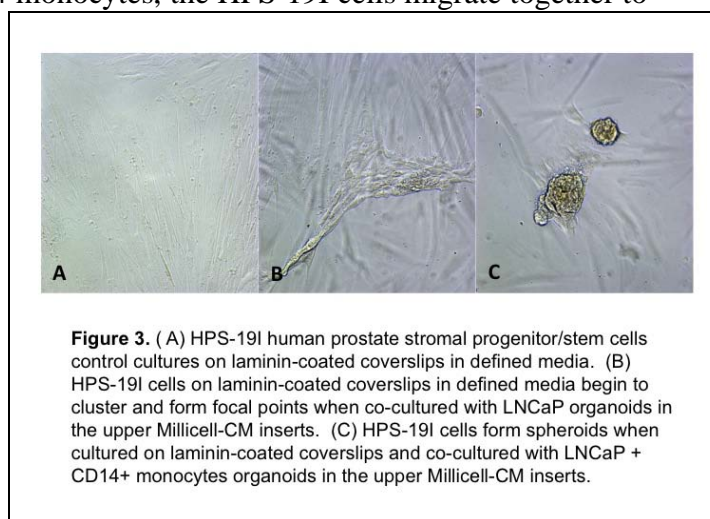 monocytes, the HPS-19I cells migrate together to
A
B
C
Figure 3. ( A) HPS-19I human prostate stromal progenitor/stem cells
control cultures on laminin-coated coverslips in defined media. (B)
HPS-19I cells on laminin-coated coverslips in defined media begin to
cluster and form focal points when co-cultured with LNCaP organoids in
the upper Millicell-CM inserts. (C) HPS-19I cells form spheroids when
cultured on laminin-coated coverslips and co-cultured with LNCaP +
CD14+ monocytes organoids in the upper Millicell-CM inserts.